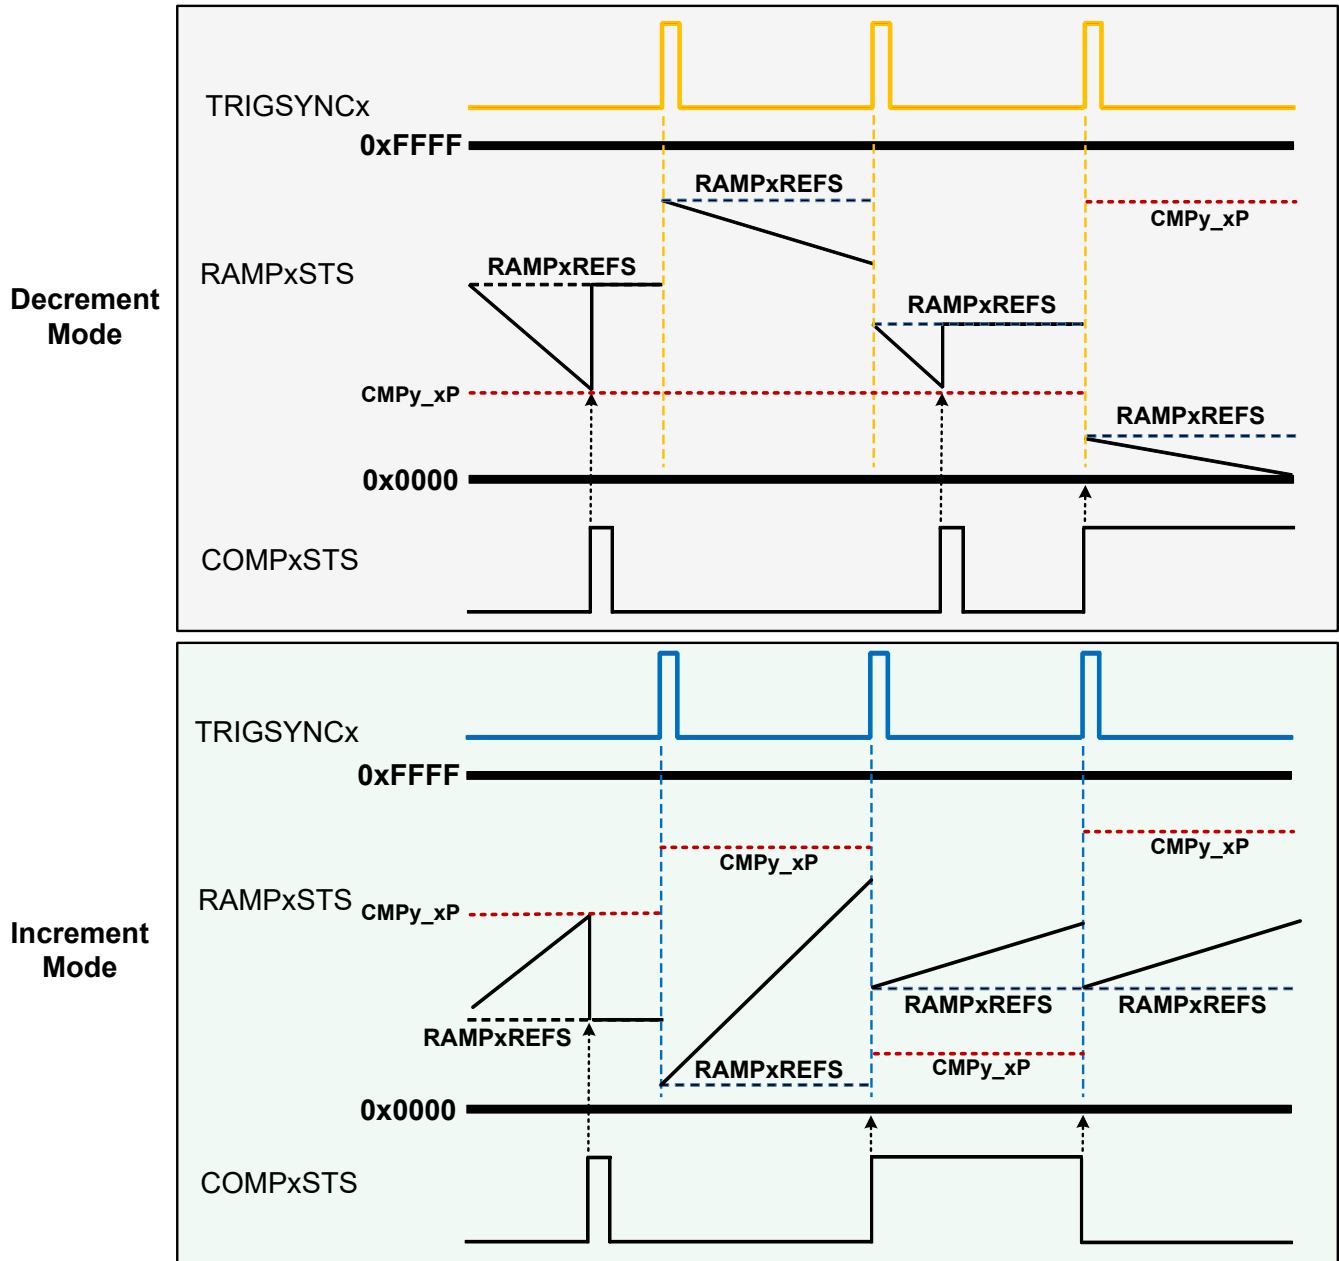 TRIGSYNCx
0xFFFF
RAMPxREFS
CMPy_xP
RAMPxSTS
RAMPxREFS
Decrement
Mode
RAMPxREFS
CMPy_xP
RAMPxREFS
0x0000
COMPxSTS
TRIGSYNCx
0xFFFF
CMPy_xP
CMPy_xP
RAMPxSTS
CMPy_xP
Increment
Mode
RAMPxREFS
RAMPxREFS
RAMPxREFS
RAMPxREFS
CMPy_xP
0x0000
COMPxSTS